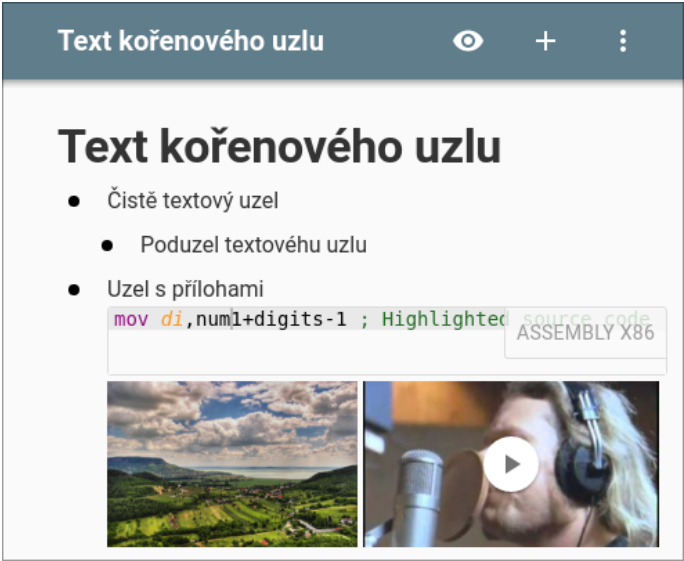 Text kořenového uzlu
Text kořenového uzlu
Čistě textový uzel
Poduzel textovéhu uzlu
Uzel s přílohami
mov di,num1+digits-1 ; Highlighted source code
ASSEMBLY X86